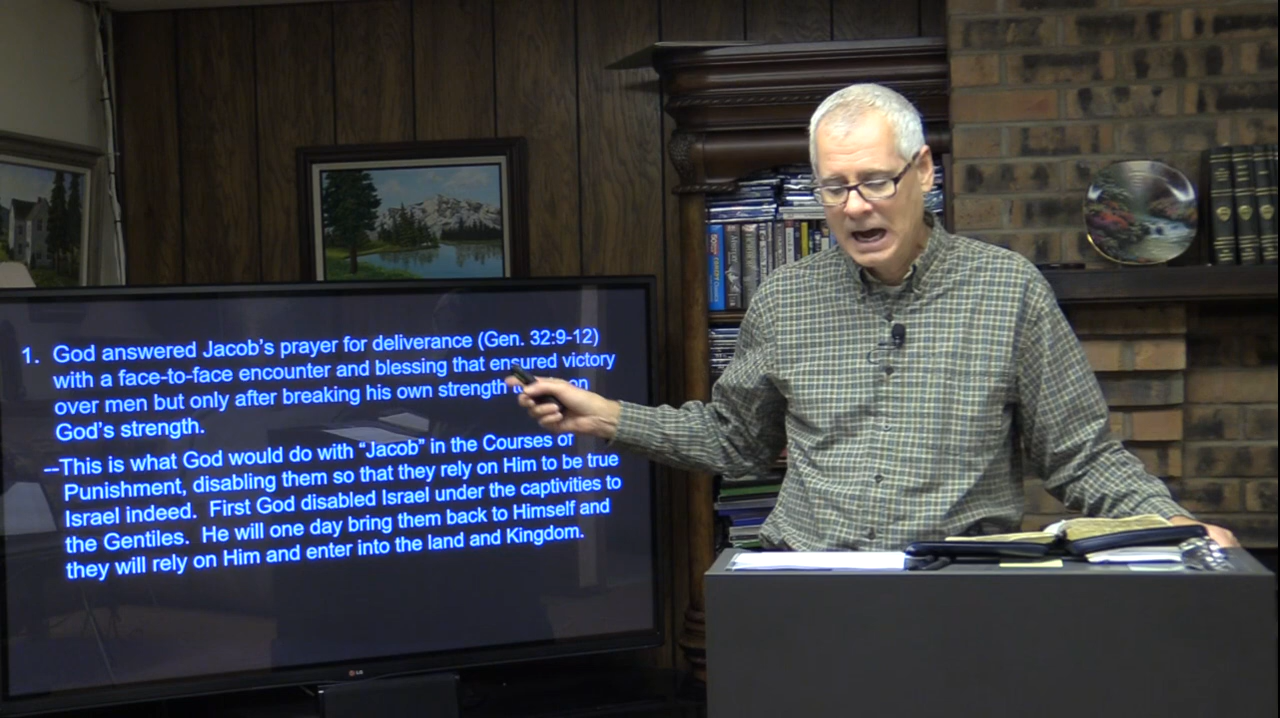 1. God answered Jacob's prayer for deliverance (Gen. 32:9-12)
with a face-to-face encounter and blessing that ensured victory
over men but only after breaking his own strength
God's strength.
--This is what God would do with "Jacob" in the Courses of
Punishment, disabling them so that they rely on Him to be true
Israel indeed.  First God disabled Israel under the captivities to
the Gentiles.  He will one day bring them back to Himself and
they will rely on Him and enter into the land and Kingdom.
LG